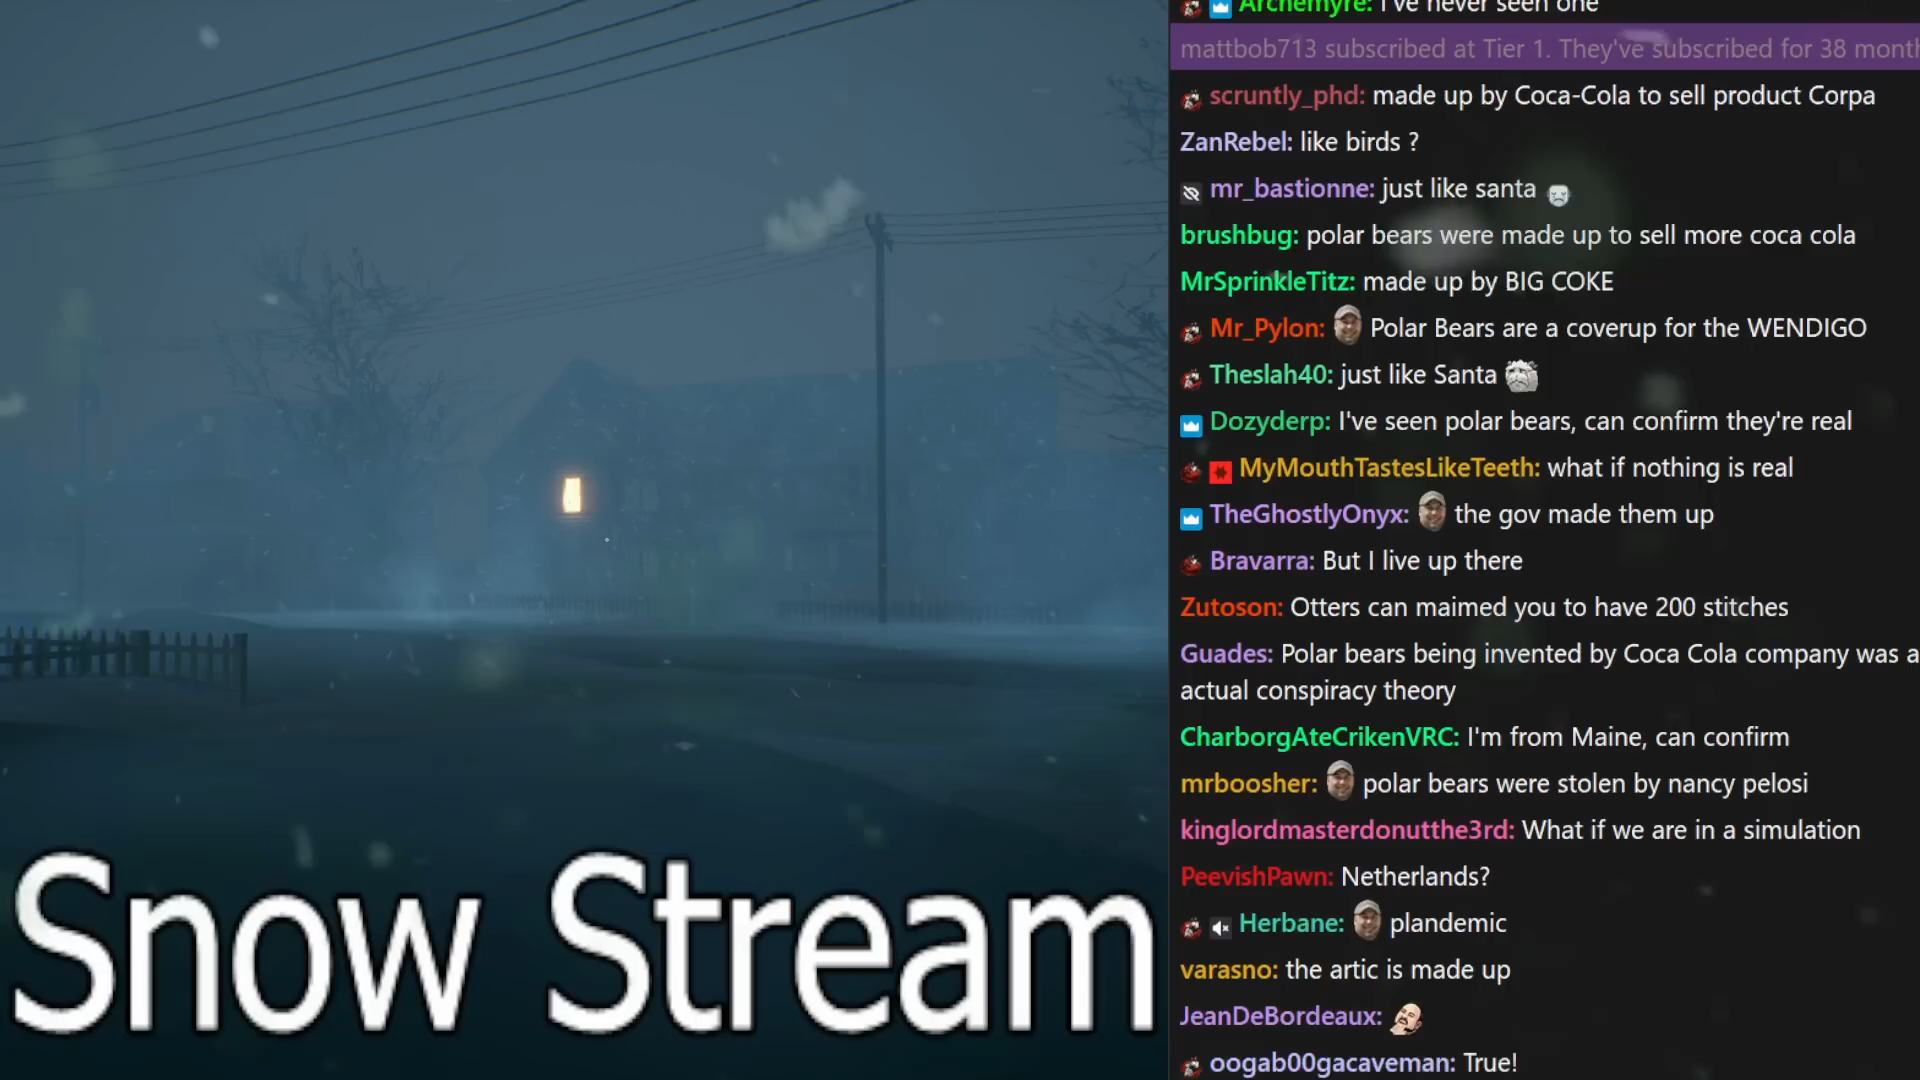 Archemyre: I've never seen one
mattbob713 subscribed at Tier 1. They've subscribed for 38 month
scruntly_phd: made up by Coca-Cola to sell product Corpa
ZanRebel: like birds ?
mr_bastionne: just like santa
brushbug: polar bears were made up to sell more coca cola
MrSprinkleTitz: made up by BIG COKE
Mr_Pylon: Polar Bears are a coverup for the WENDIGO
Theslah40: just like Santa
Dozyderp: I've seen polar bears, can confirm they're real
MyMouthTastesLikeTeeth: what if nothing is real
TheGhostlyOnyx: the gov made them up
Bravarra: But I live up there
Zutoson: Otters can maimed you to have 200 stitches
Guades: Polar bears being invented by Coca Cola company was a
actual conspiracy theory
CharborgAteCrikenVRC: I'm from Maine, can confirm
mrboosher: polar bears were stolen by nancy pelosi
kinglordmasterdonutthe3rd: What if we are in a simulation
PeevishPawn: Netherlands?
Herbane: plandemic
varasno: the artic is made up
JeanDeBordeaux:
oogab00gacaveman: True!
Snow Stream